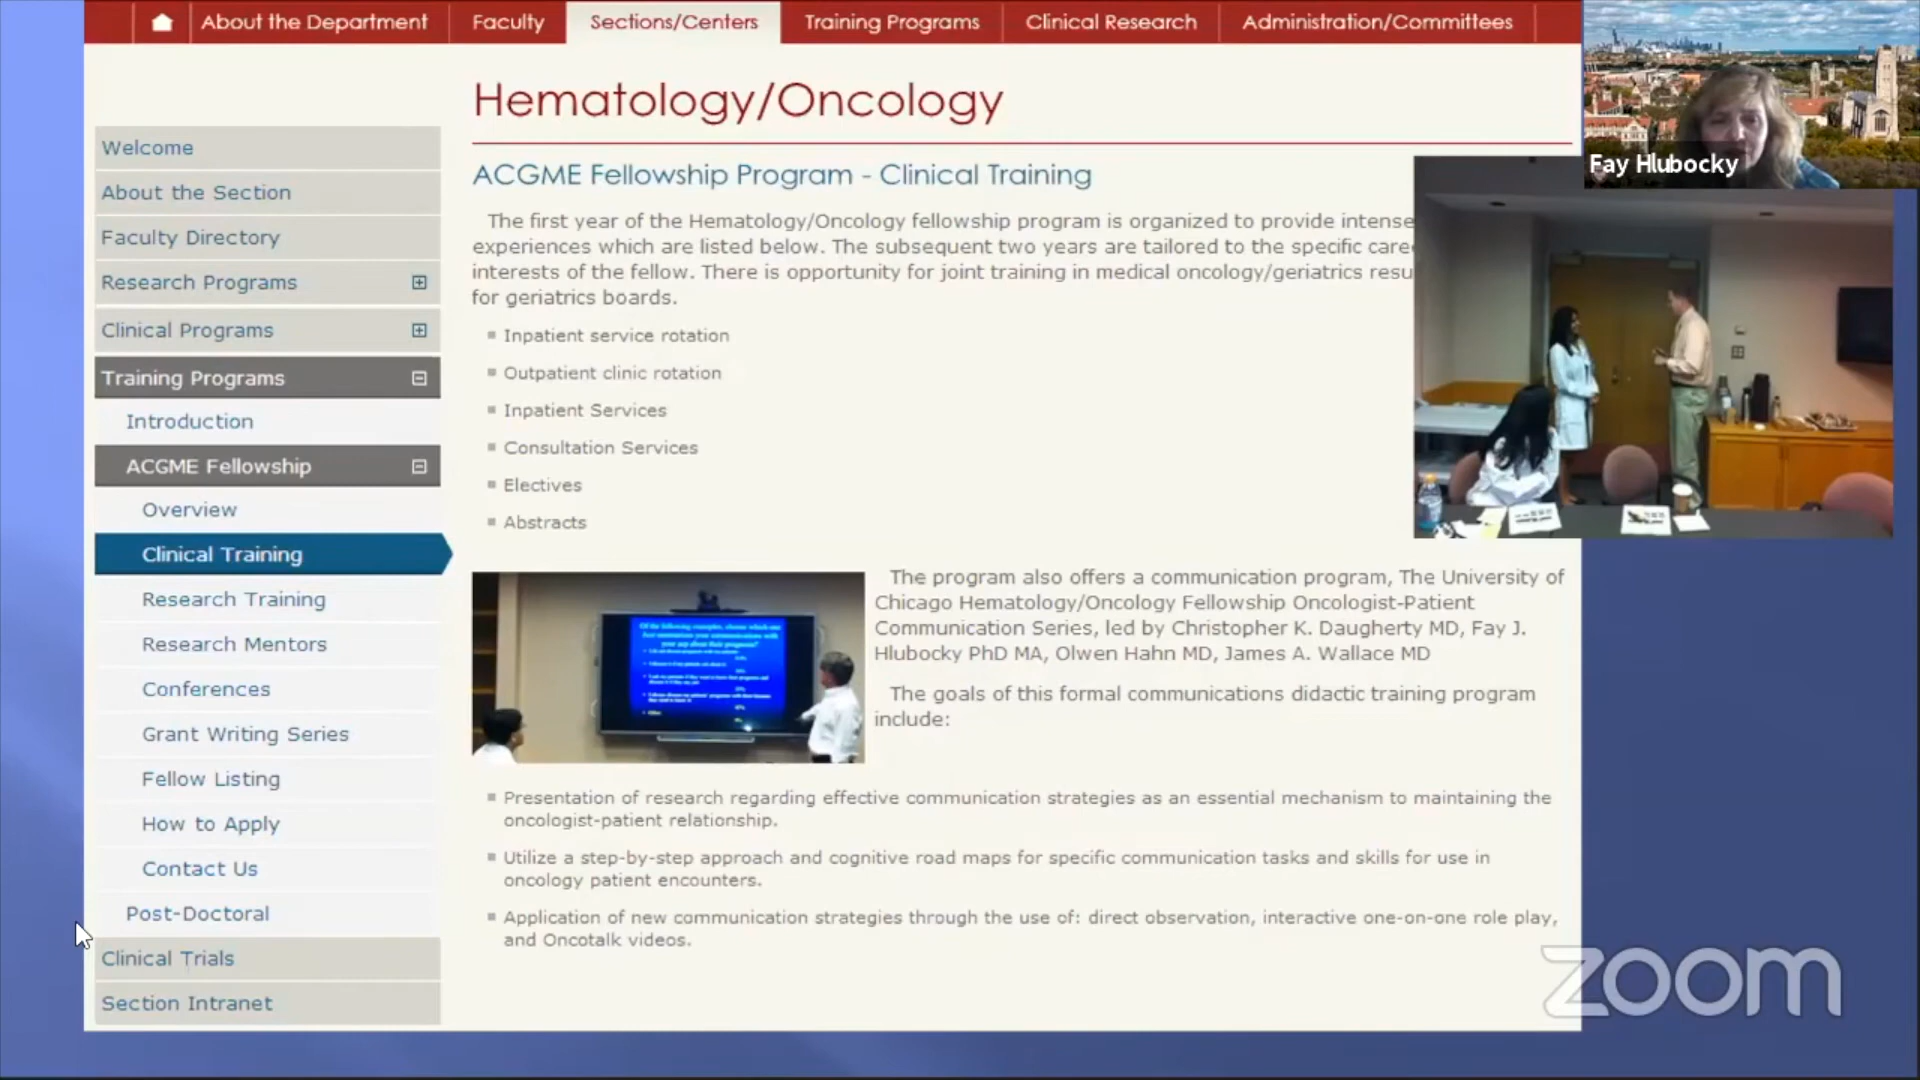 About the Department
Faculty
Sections/Centers
Training Programs
Clinical Research
Administration/Committees
Fay Hlubocky
Hematology/Oncology
Welcome
About the Section
Faculty Directory
Research Programs
Clinical Programs
Training Programs
Introduction
ACGME Fellowship
Overview
Clinical Training
Research Training
Research Mentors
Conferences
Grant Writing Series
Fellow Listing
How to Apply
Contact Us
Post-Doctoral
Clinical Trials
Section Intranet
ACGME Fellowship Program - Clinical Training
The first year of the Hematology/Oncology fellowship program is organized to provide intense
experiences which are listed below. The subsequent two years are tailored to the specific
interests of the fellow. There is opportunity for joint training in medical oncology/geriatrics
for geriatrics boards.
Inpatient service rotation
Outpatient clinic rotation
Inpatient Services
Consultation Services
Electives
Abstracts
The program also offers a communication program, The University of
Chicago Hematology/Oncology Fellowship Oncologist-Patient
Communication Series, led by Christopher K. Daugherty MD, Fay J.
Hlubocky PhD MA, Olwen Hahn MD, James A. Wallace MD
The goals of this formal communications didactic training program
include:
Presentation of research regarding effective communication strategies as an essential mechanism to maintaining the
oncologist-patient relationship.
Utilize a step-by-step approach and cognitive road maps for specific communication tasks and skills for use in
oncology patient encounters.
Application of new communication strategies through the use of: direct observation, interactive one-on-one role play,
and Oncotalk videos.
zoom